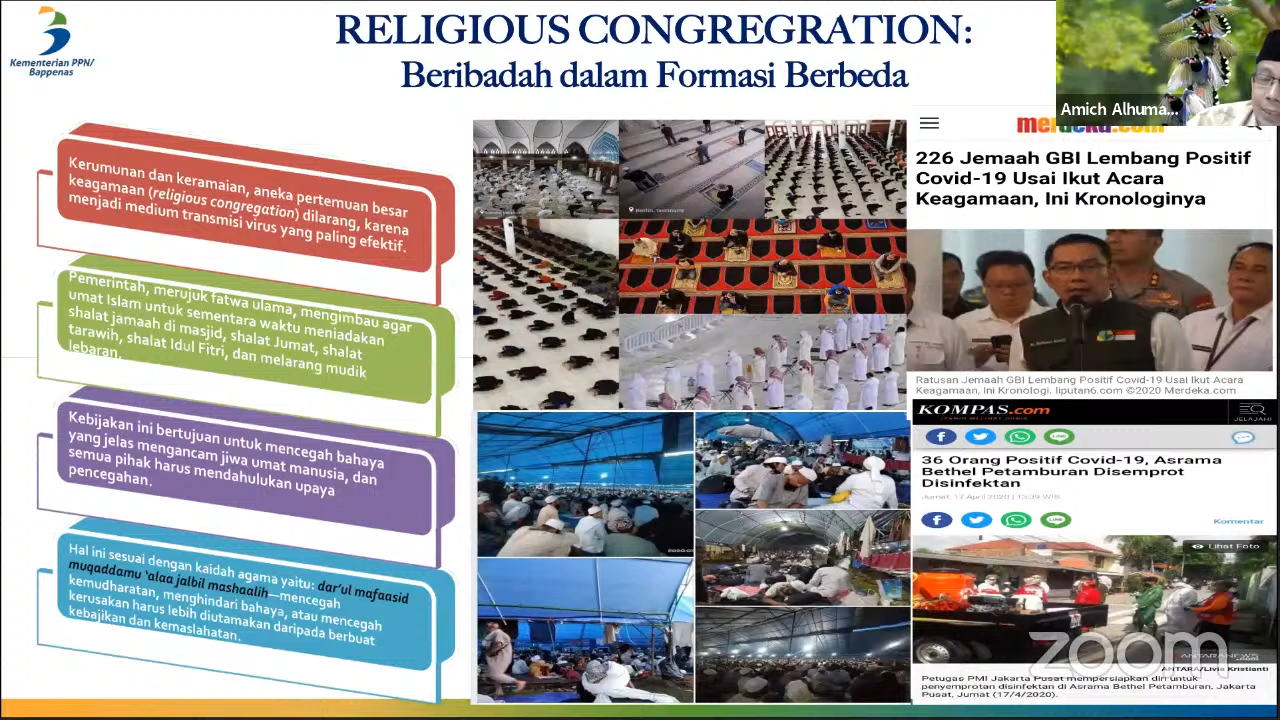 Kementerian PPN/
Bappenas
RELIGIOUS CONGREGRATION:
Beribadah dalam Formasi Berbeda
Amich Alhuma...
Kerumunan dan keramaian, aneka pertemuan besar
keagamaan (religious congregation) dilarang, karena
menjadi medium transmisi virus yang paling efektif.
Pemerintah, merujuk fatwa ulama, mengimbau agar
umat Islam untuk sementara waktu meniadakan
shalat jamaah di masjid, shalat Jumat, shalat
tarawih, shalat Idul Fitri, dan melarang mudik
lebaran.
Kebijakan ini bertujuan untuk mencegah bahaya
yang jelas mengancam jiwa umat manusia, dan
semua pihak harus mendahulukan upaya
pencegahan.
Hal ini sesuai dengan kaidah agama yaitu: dar'ul mafaasid
muqaddamu 'alaa jalbil mashaalih—mencegah
kemudharatan, menghindari bahaya, atau mencegah
kerusakan harus lebih diutamakan daripada berbuat
kebajikan dan kemaslahatan.
merdeka.com
226 Jemaah GBI Lembang Positif
Covid-19 Usai Ikut Acara
Keagamaan, Ini Kronologinya
Ratusan Jemaah GBI Lembang Positif Covid-19 Usai Ikut Acara
Keagamaan, Ini Kronologi. liputan6.com ©2020 Merdeka.com
KOMPAS.com
JELAJAHI
36 Orang Positif Covid-19, Asrama
Bethel Petamburan Disemprot
Disinfektan
Jumat, 17 April 2020 | 13:39 WIB
Komentar
Lihat Foto
zoom
ANTARANEWS
.com
ANTARA/Livia Kristianti
Petugas PMI Jakarta Pusat mempersiapkan diri untuk
penyemprotan disinfektan di Asrama Bethel Petamburan, Jakarta
Pusat, Jumat (17/4/2020).